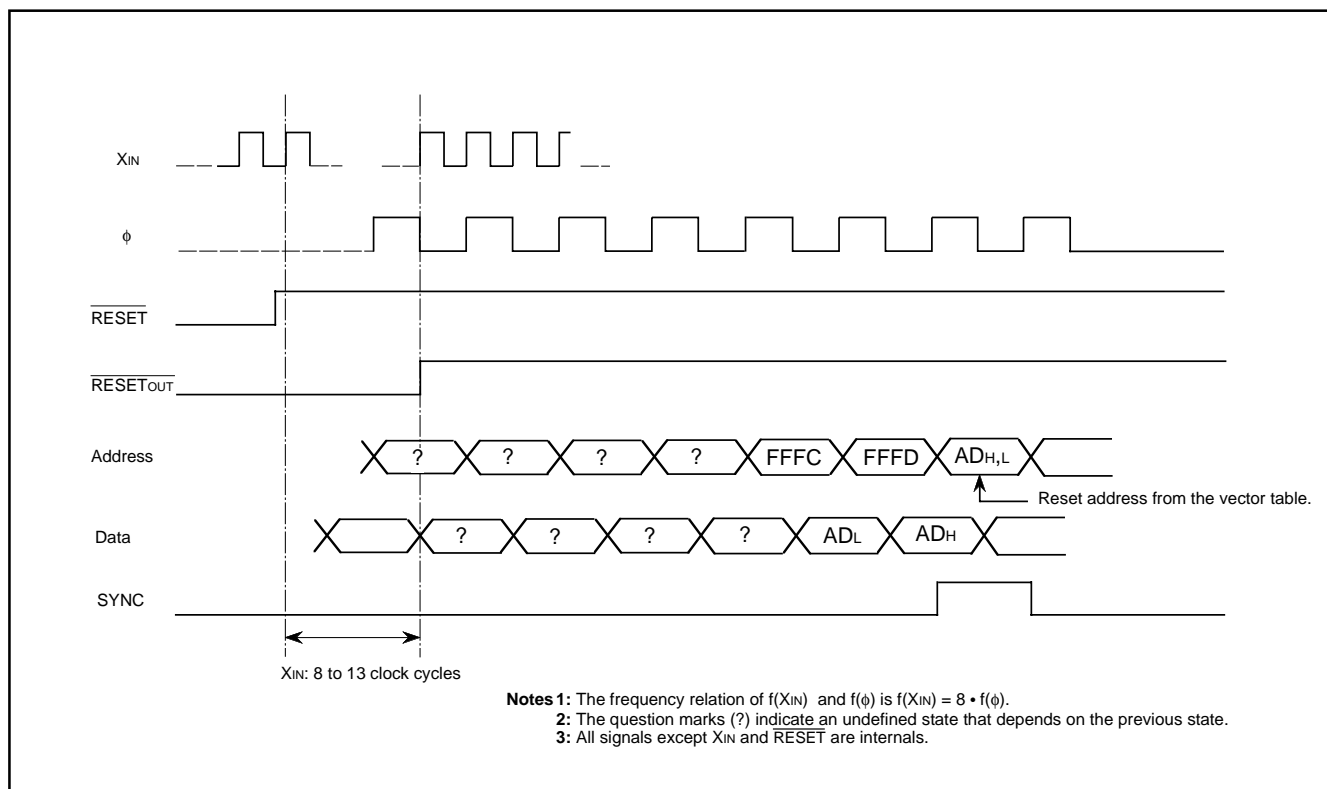 XIN
ϕ
RESET
RESETOUT
Address
? ? ? ? FFFC FFFD ADH,L
Reset address from the vector table.
Data
? ? ? ? ADL ADH
SYNC
XIN: 8 to 13 clock cycles
Notes 1: The frequency relation of f(XIN) and f(ϕ) is f(XIN) = 8 • f(ϕ).
2: The question marks (?) indicate an undefined state that depends on the previous state.
3: All signals except XIN and RESET are internals.